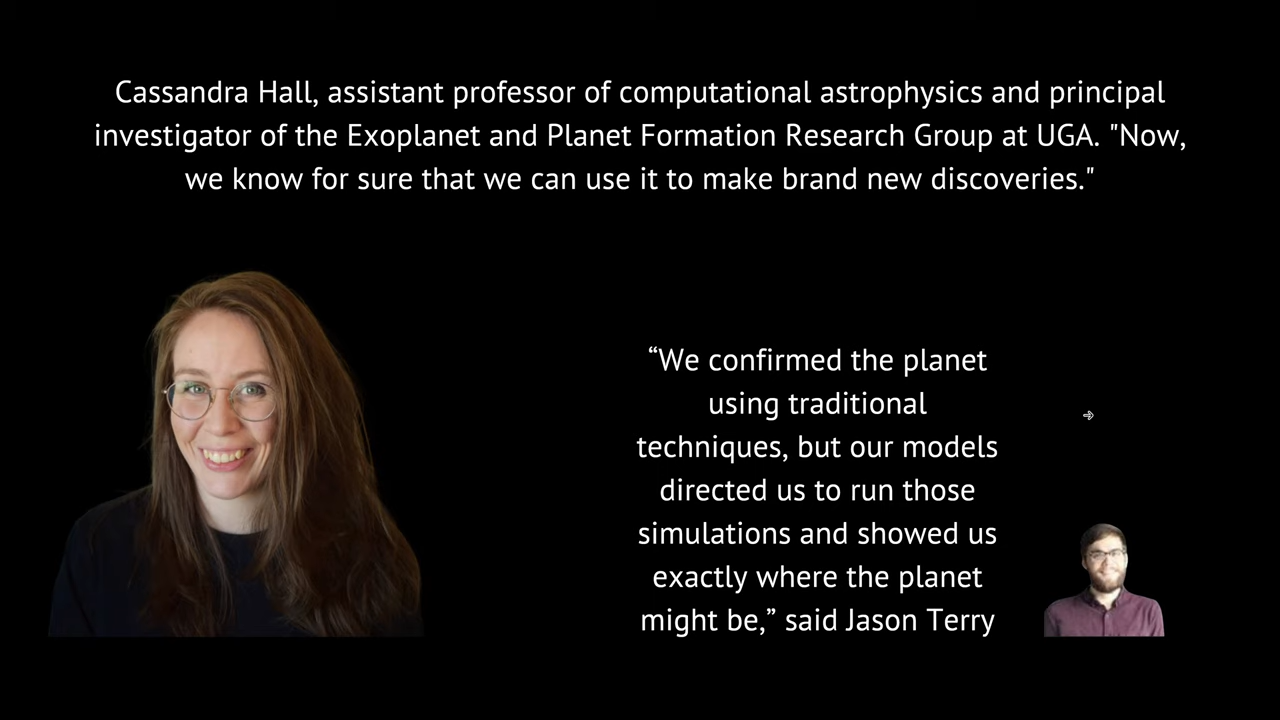 Cassandra Hall, assistant professor of computational astrophysics and principal
investigator of the Exoplanet and Planet Formation Research Group at UGA. "Now,
we know for sure that we can use it to make brand new discoveries."
“We confirmed the planet
using traditional
techniques, but our models
directed us to run those
simulations and showed us
exactly where the planet
might be,” said Jason Terry